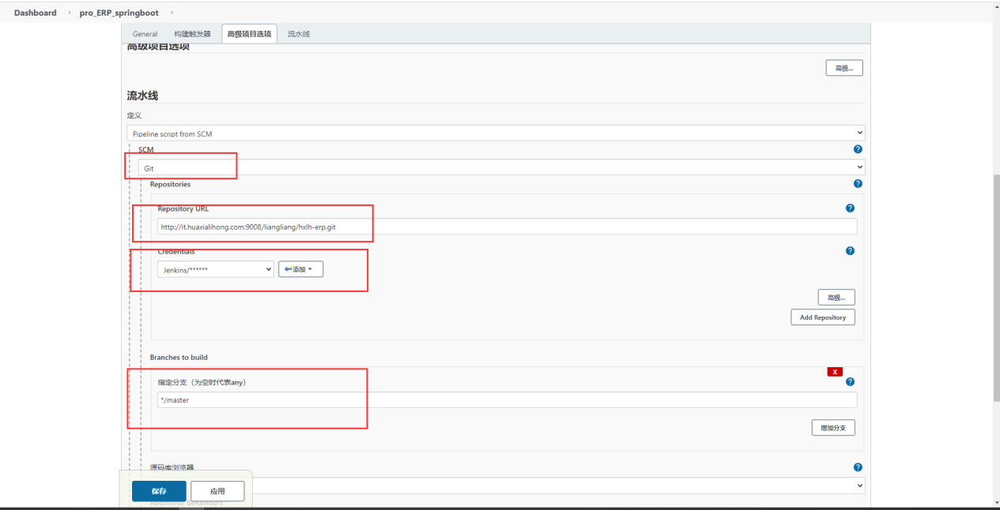 Dashboard pro_ERP_springboot
General 构建触发器 高级项目选项 流水线
高级项目选项
高级...
流水线
定义
Pipeline script from SCM
SCM
Git
Repositories
Repository URL
http://it.huaxialihong.com:9008/liangliang/hxlh-erp.git
Credentials
Jenkins/****** 添加
高级...
Add Repository
Branches to build
X
指定分支（为空时代表any）
*/master
增加分支
源码库浏览器
保存 应用
Additional Behaviours